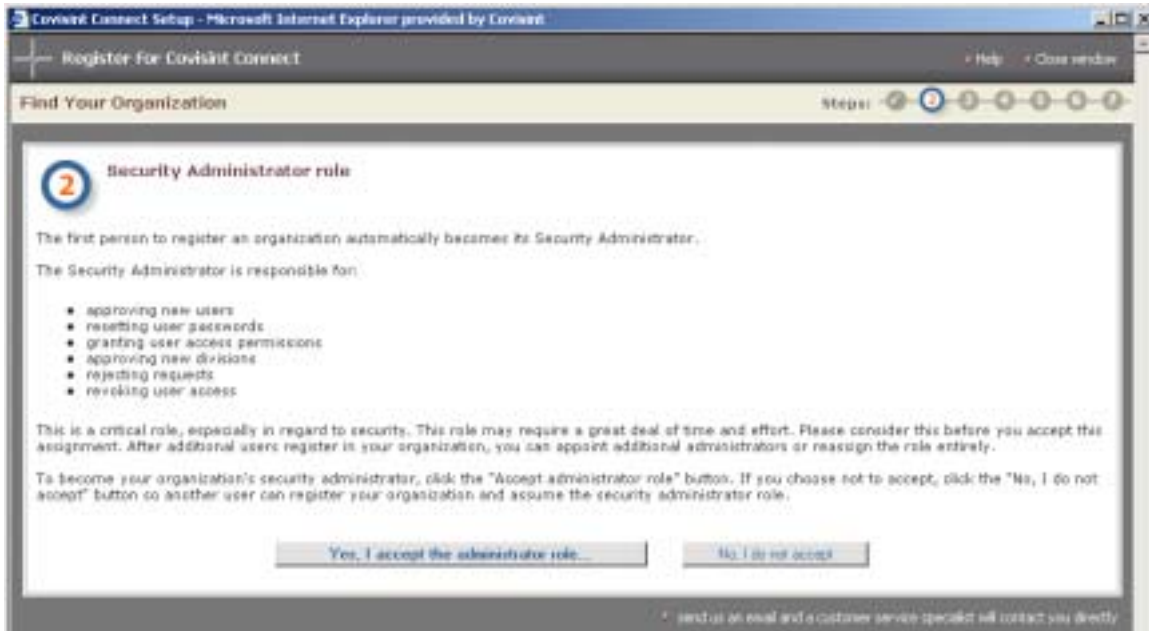 Covisint Connect Setup - Microsoft Internet Explorer provided by Covisint
Register For Covisint Connect
Help
Close window
Find Your Organization
Steps:
2
3
4
5
6
7
2
Security Administrator role
The first person to register an organization automatically becomes its Security Administrator.
The Security Administrator is responsible for:
approving new users
resetting user passwords
granting user access permissions
approving new divisions
rejecting requests
revoking user access
This is a critical role, especially in regard to security. This role may require a great deal of time and effort. Please consider this before you accept this
assignment. After additional users register in your organization, you can appoint additional administrators or reassign the role entirely.
To become your organization's security administrator, click the "Accept administrator role" button. If you choose not to accept, click the "No, I do not
accept" button so another user can register your organization and assume the security administrator role.
Yes, I accept the administrator role...
No, I do not accept
* send us an email and a customer service specialist will contact you directly